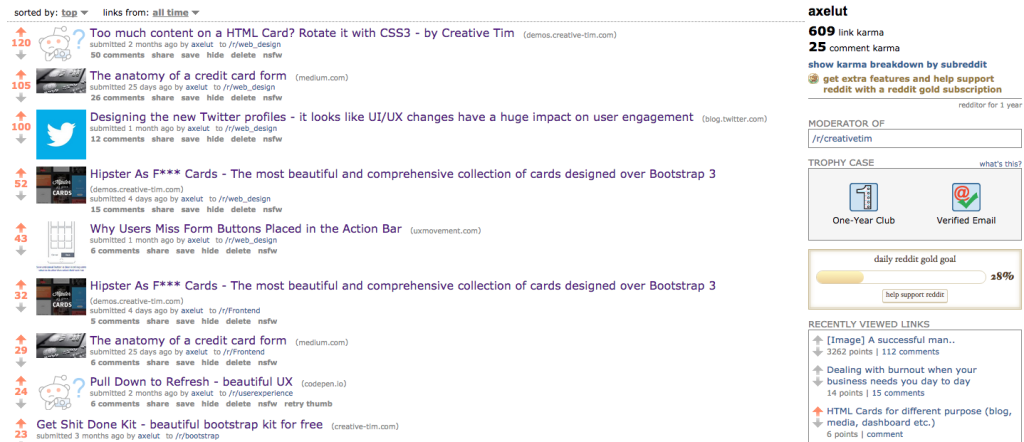 sorted by: top links from: all time
120
Too much content on a HTML Card? Rotate it with CSS3 - by Creative Tim (demos.creative-tim.com)
submitted 2 months ago by axelut to /r/web_design
50 comments share save hide delete nsfw
105
The anatomy of a credit card form (medium.com)
submitted 25 days ago by axelut to /r/web_design
26 comments share save hide delete nsfw
100
Designing the new Twitter profiles - it looks like UI/UX changes have a huge impact on user engagement (blog.twitter.com)
submitted 1 month ago by axelut to /r/web_design
12 comments share save hide delete nsfw
52
CARDS
Hipster As F*** Cards - The most beautiful and comprehensive collection of cards designed over Bootstrap 3
(demos.creative-tim.com)
submitted 4 days ago by axelut to /r/web_design
15 comments share save hide delete nsfw
43
Why Users Miss Form Buttons Placed in the Action Bar (uxmovement.com)
submitted 1 month ago by axelut to /r/web_design
6 comments share save hide delete nsfw
32
CARDS
Hipster As F*** Cards - The most beautiful and comprehensive collection of cards designed over Bootstrap 3
(demos.creative-tim.com)
submitted 4 days ago by axelut to /r/Frontend
5 comments share save hide delete nsfw
29
The anatomy of a credit card form (medium.com)
submitted 25 days ago by axelut to /r/Frontend
6 comments share save hide delete nsfw
24
Pull Down to Refresh - beautiful UX (codepen.io)
submitted 2 months ago by axelut to /r/userexperience
6 comments share save hide delete nsfw retry thumb
23
Get Shit Done Kit - beautiful bootstrap kit for free (creative-tim.com)
submitted 3 months ago by axelut to /r/bootstrap
axelut
609 link karma
25 comment karma
show karma breakdown by subreddit
get extra features and help support
reddit with a reddit gold subscription
redditor for 1 year
MODERATOR OF
/r/creativetim
TROPHY CASE what's this?
1
One-Year Club
@
Verified Email
daily reddit gold goal
28%
help support reddit
RECENTLY VIEWED LINKS
[Image] A successful man..
3262 points | 112 comments
Dealing with burnout when your
business needs you day to day
14 points | 15 comments
HTML Cards for different purpose (blog,
media, dashboard etc.)
6 points | comment